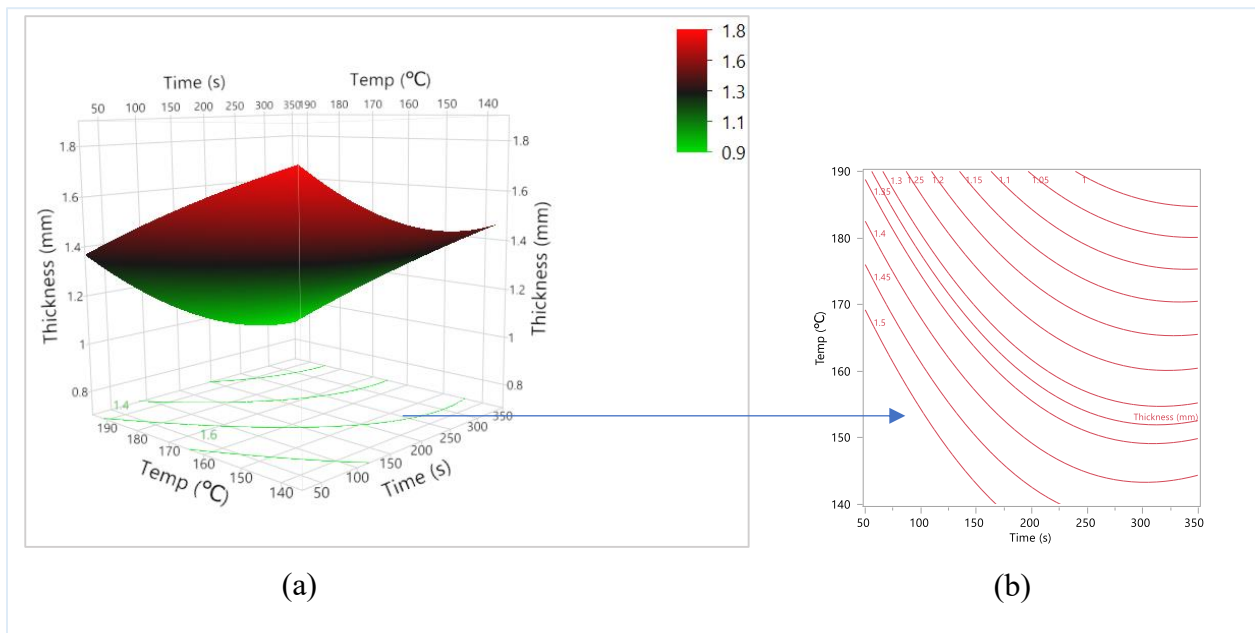 Time (s) Temp (℃)
50 100 150 200 250 300 350 190 180 170 160 150 140
1.8
1.6
1.4
1.2
1
0.8
Thickness (mm)
1.8
1.6
1.4
1.2
1
0.8
Thickness (mm)
1.4
1.6
190 180 170 160 150 140
Temp (℃)
50 100 150 200 250 300 350
Time (s)
1.8
1.6
1.3
1.1
0.9
(a)
190
180
170
160
150
140
Temp (℃)
1.35 1.3 1.25 1.2 1.15 1.1 1.05 1
1.4
1.45
1.5
Thickness (mm)
50 100 150 200 250 300 350
Time (s)
(b)